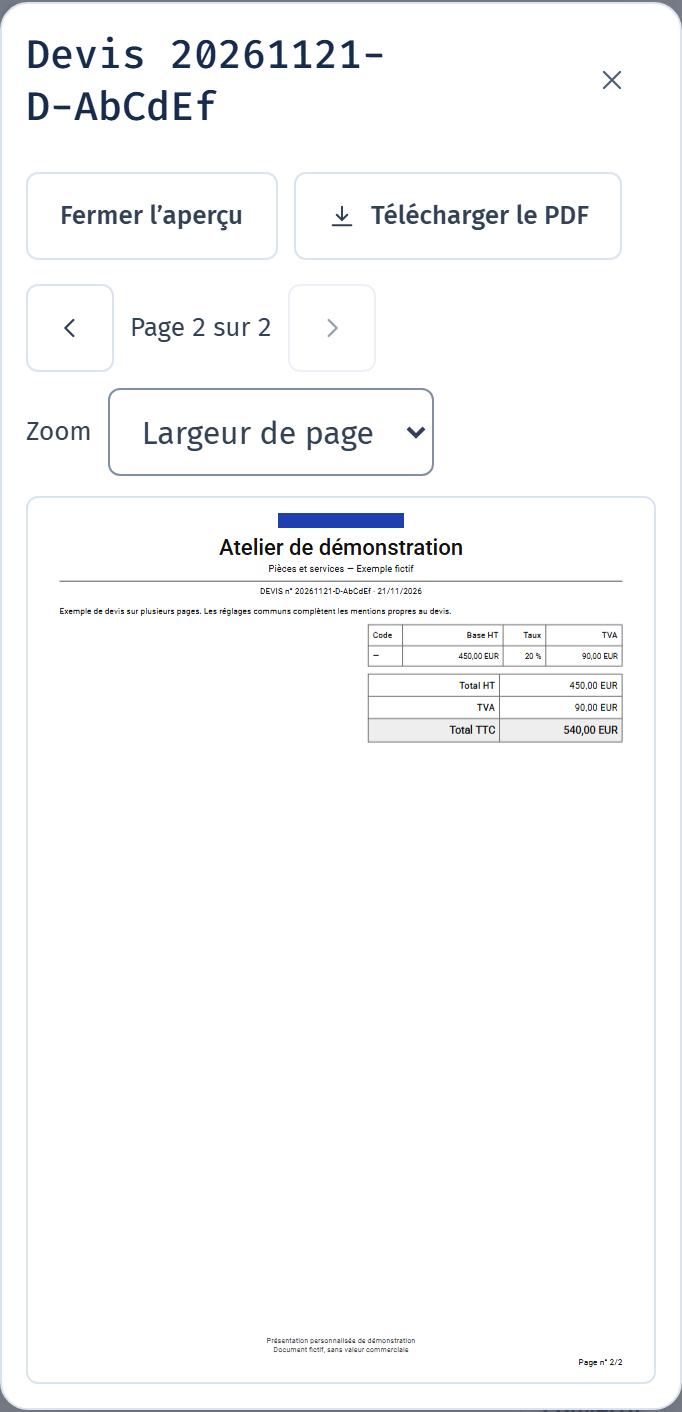 Devis 20261121-
D-AbCdEf
Fermer l’aperçu
Télécharger le PDF
Page 2 sur 2
Zoom
Largeur de page
Atelier de démonstration
Pièces et services — Exemple fictif
DEVIS n° 20261121-D-AbCdEf · 21/11/2026
Exemple de devis sur plusieurs pages. Les réglages communs complètent les mentions propres au devis.
Code Base HT Taux TVA
— 450,00 EUR 20 % 90,00 EUR
Total HT 450,00 EUR
TVA 90,00 EUR
Total TTC 540,00 EUR
Présentation personnalisée de démonstration
Document fictif, sans valeur commerciale
Page n° 2/2